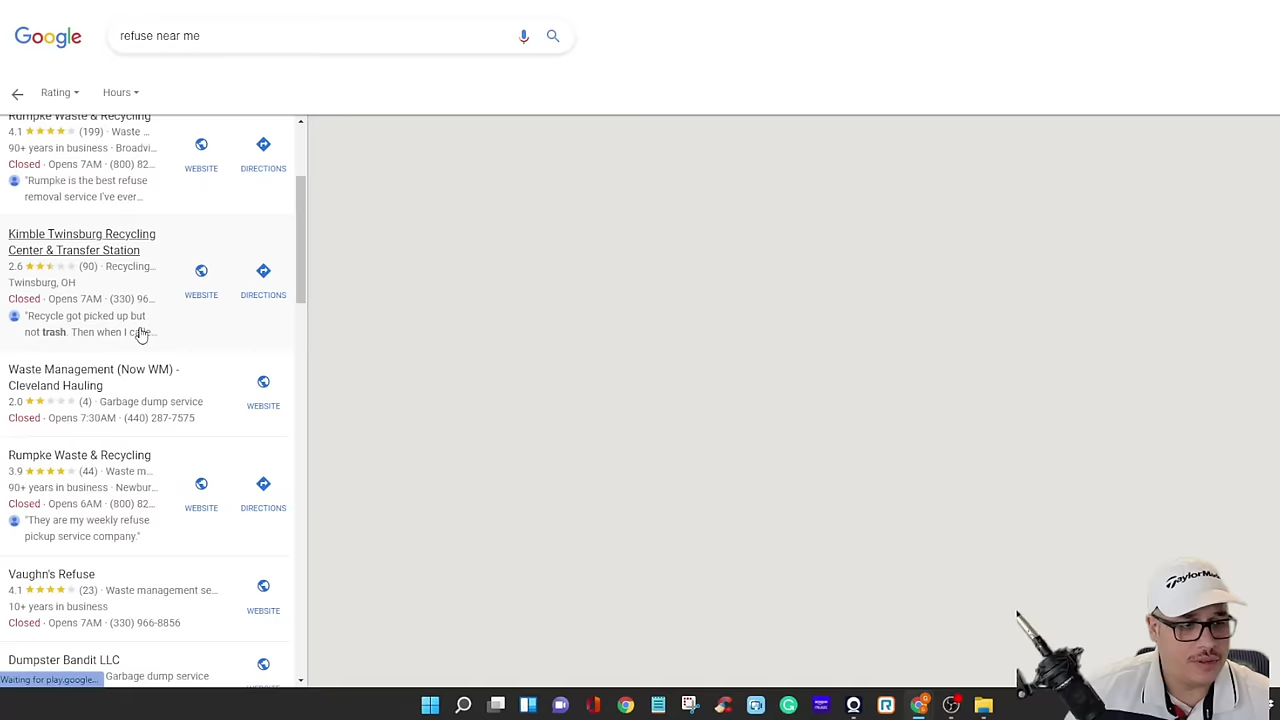 Google
refuse near me
Rating
Hours
Rumpke Waste & Recycling
4.1 (199) · Waste ...
90+ years in business · Broadvi...
Closed · Opens 7AM · (800) 82...
"Rumpke is the best refuse
removal service I've ever...
WEBSITE
DIRECTIONS
Kimble Twinsburg Recycling
Center & Transfer Station
2.6 (90) · Recycling...
Twinsburg, OH
Closed · Opens 7AM · (330) 96...
"Recycle got picked up but
not trash. Then when I
WEBSITE
DIRECTIONS
Waste Management (Now WM) -
Cleveland Hauling
2.0 (4) · Garbage dump service
Closed · Opens 7:30AM · (440) 287-7575
WEBSITE
Rumpke Waste & Recycling
3.9 (44) · Waste m...
90+ years in business · Newbur...
Closed · Opens 6AM · (800) 82...
"They are my weekly refuse
pickup service company."
WEBSITE
DIRECTIONS
Vaughn's Refuse
4.1 (23) · Waste management se...
10+ years in business
Closed · Opens 7AM · (330) 966-8856
WEBSITE
Dumpster Bandit LLC
Garbage dump service
Waiting for play.google...
TaylorMade